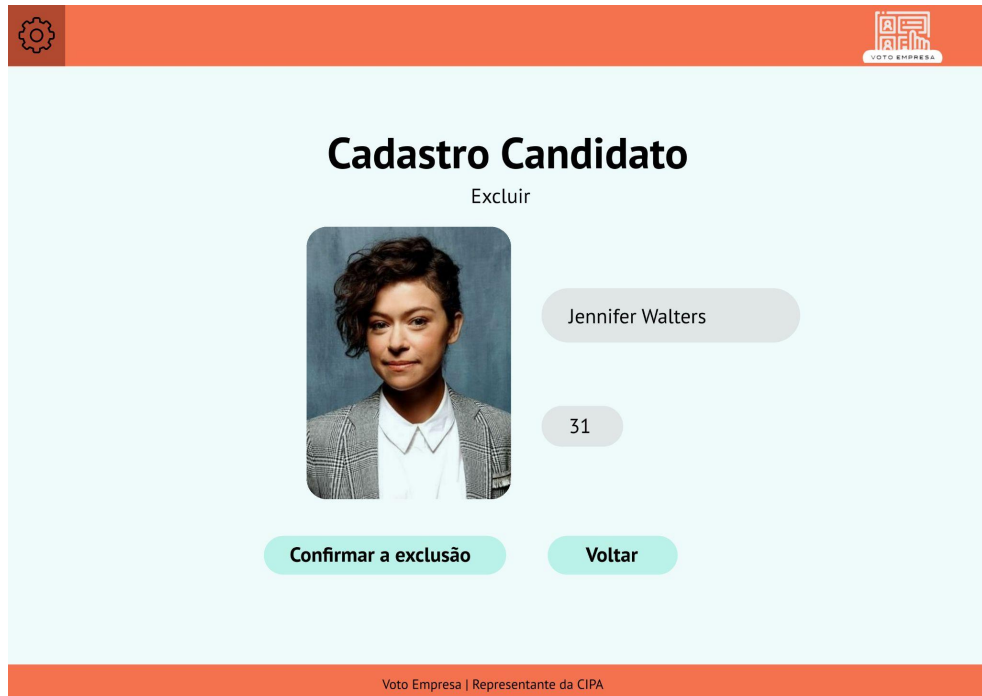 VOTO EMPRESA
Cadastro Candidato
Excluir
Jennifer Walters
31
Confirmar a exclusão
Voltar
Voto Empresa | Representante da CIPA